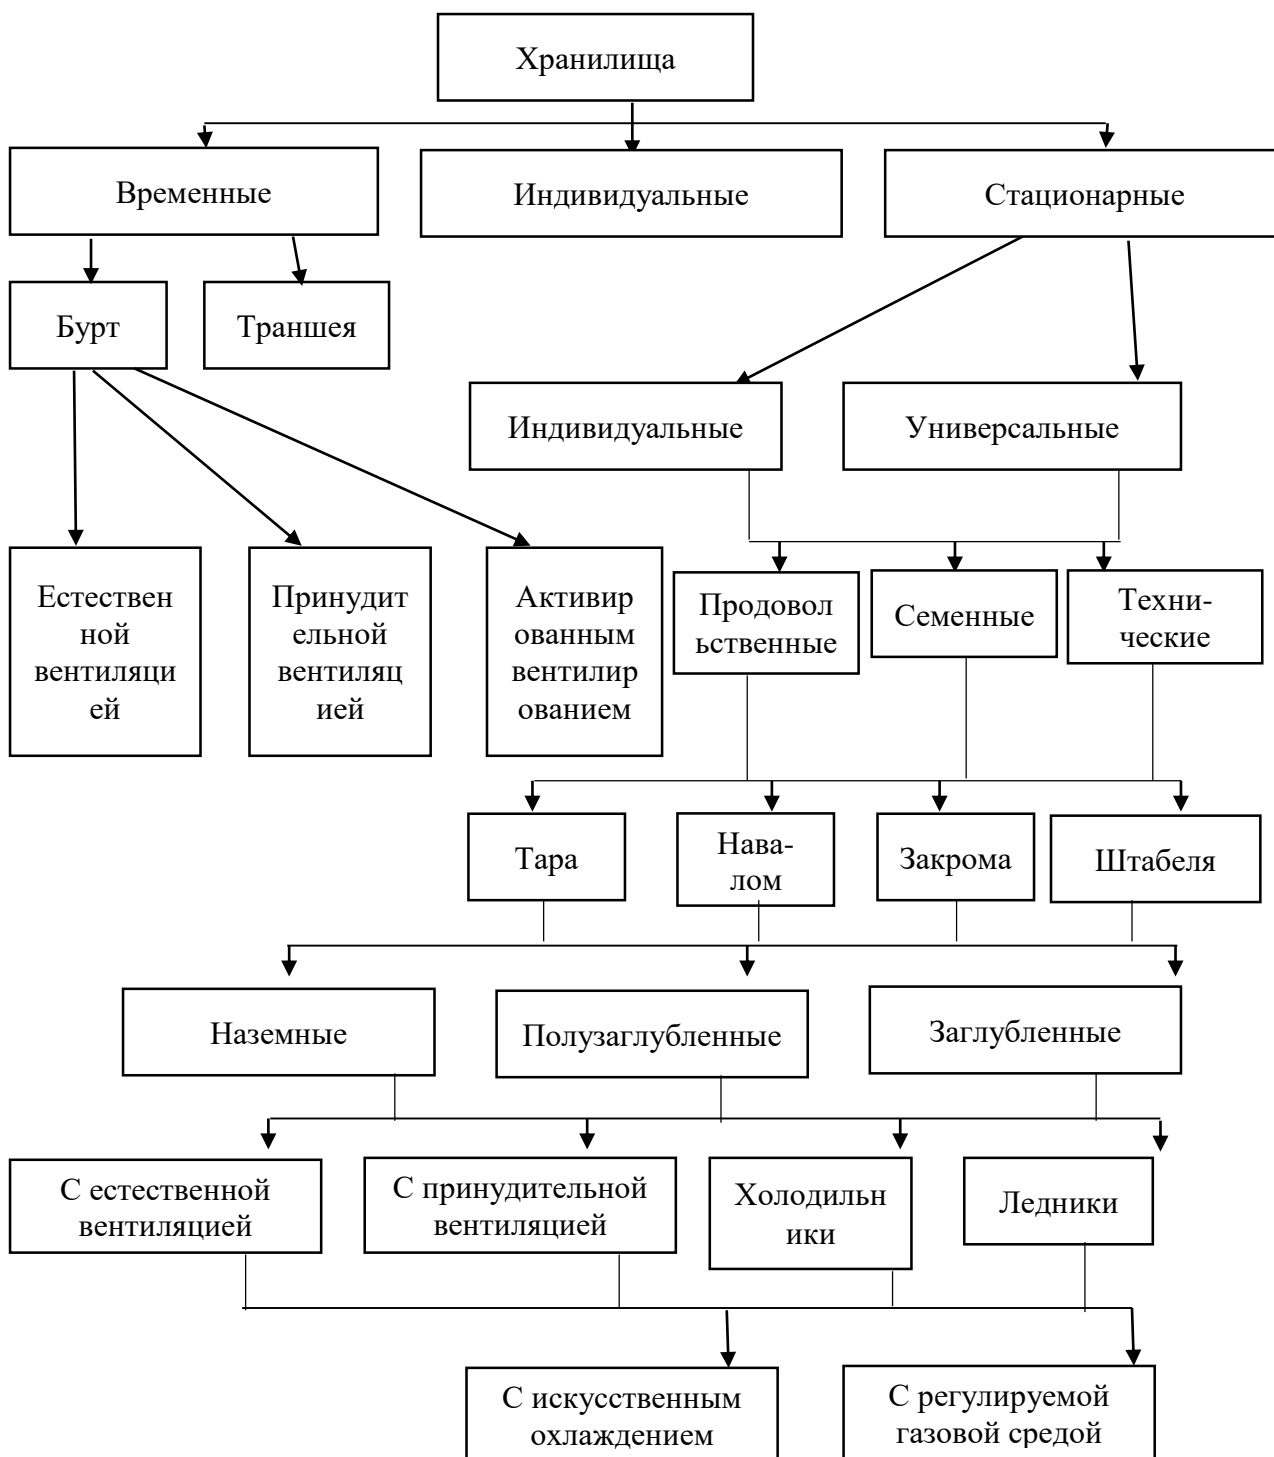 Хранилища
Временные
Индивидуальные
Стационарные
Бурт
Траншея
Индивидуальные
Универсальные
Естествен
ной
вентиляци
ей
Принудит
ельной
вентиляц
ией
Активир
ованным
вентилир
ованием
Продовол
ьственные
Семенные
Техни-
ческие
Тара
Нава-
лом
Закрома
Штабеля
Наземные
Полузаглубленные
Заглубленные
С естественной
вентиляцией
С принудительной
вентиляцией
Холодильн
ики
Ледники
С искусственным
охлаждением
С регулируемой
газовой средой